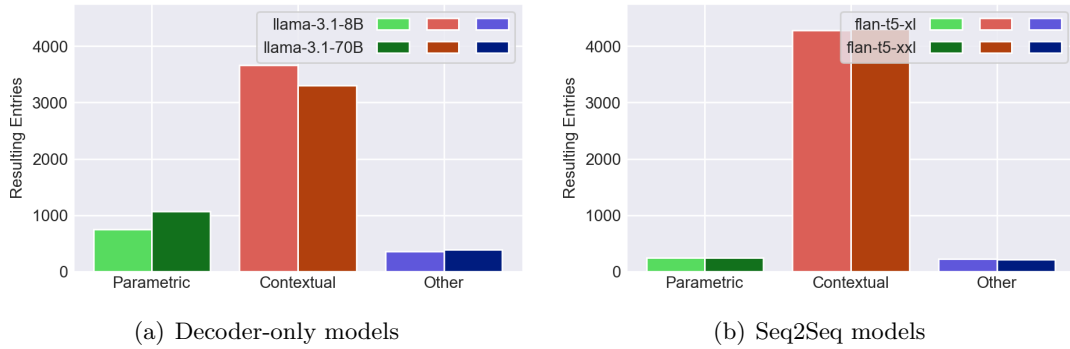 llama-3.1-8B
llama-3.1-70B
Resulting Entries
4000
3000
2000
1000
0
Parametric Contextual Other
(a) Decoder-only models
flan-t5-xl
flan-t5-xxl
Resulting Entries
4000
3000
2000
1000
0
Parametric Contextual Other
(b) Seq2Seq models